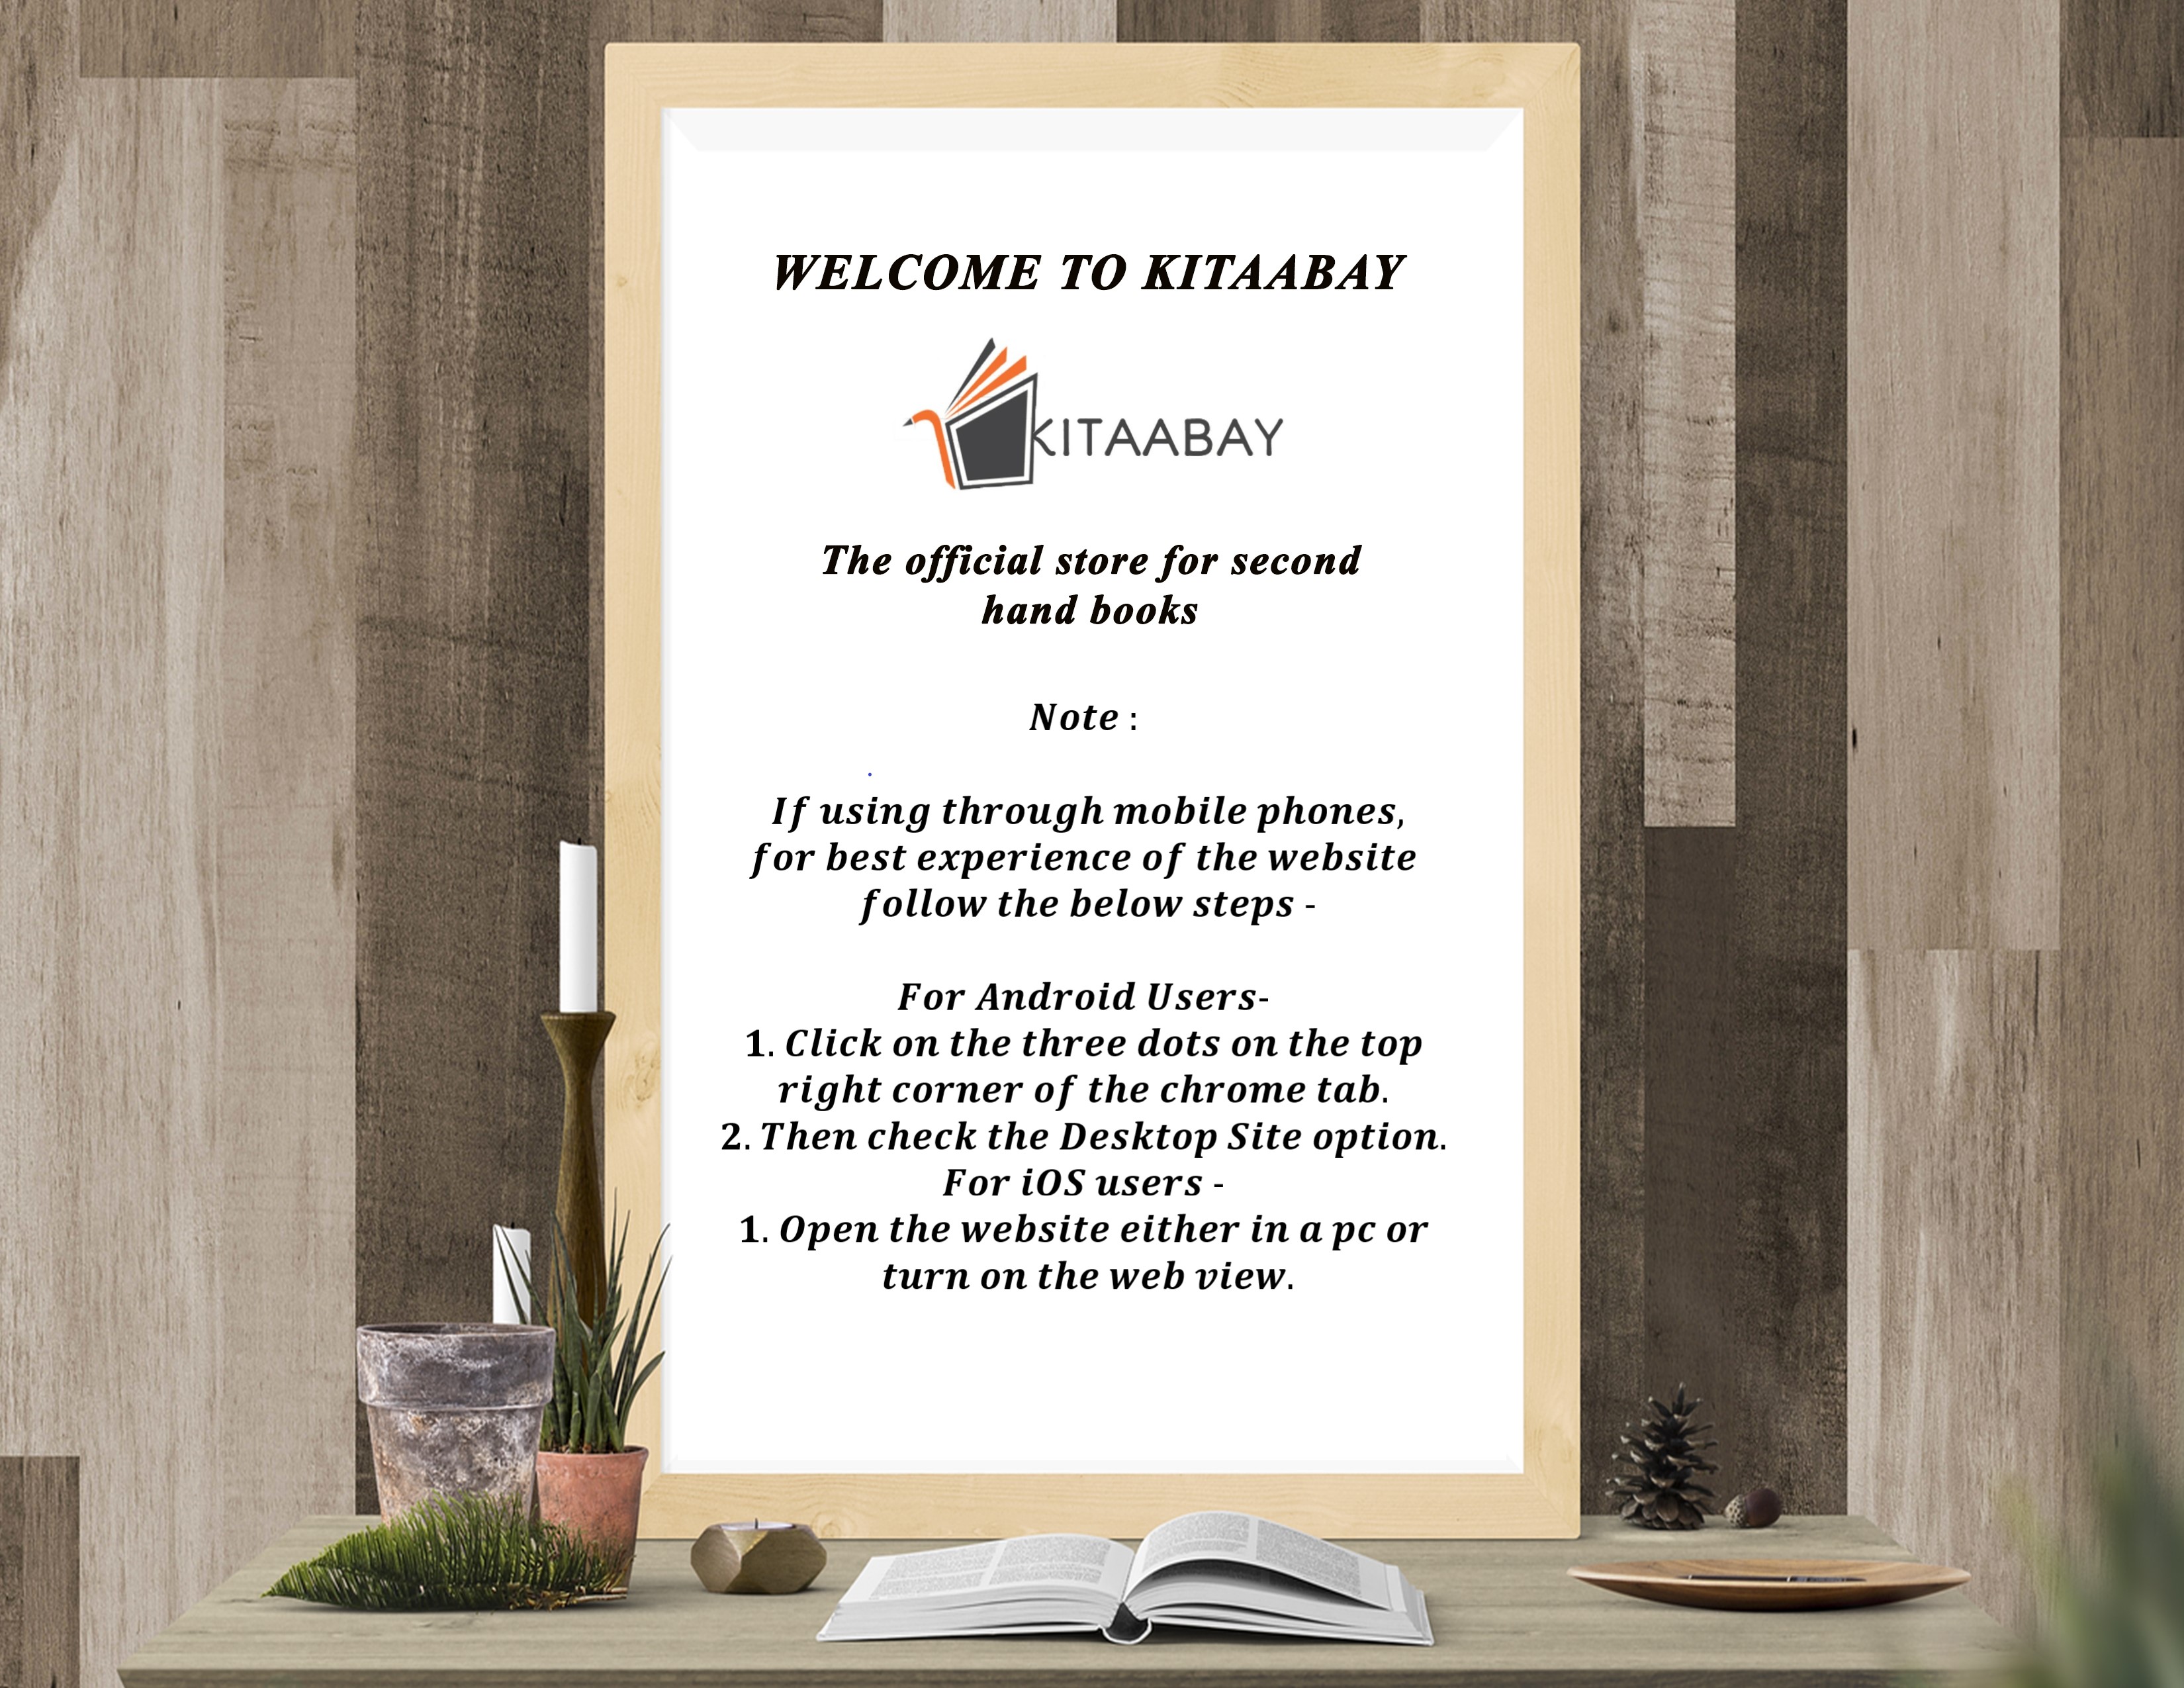 WELCOME TO KITAABAY
KITAABAY
The official store for second
hand books
Note :
If using through mobile phones,
for best experience of the website
follow the below steps -
For Android Users-
1. Click on the three dots on the top
right corner of the chrome tab.
2. Then check the Desktop Site option.
For iOS users -
1. Open the website either in a pc or
turn on the web view.